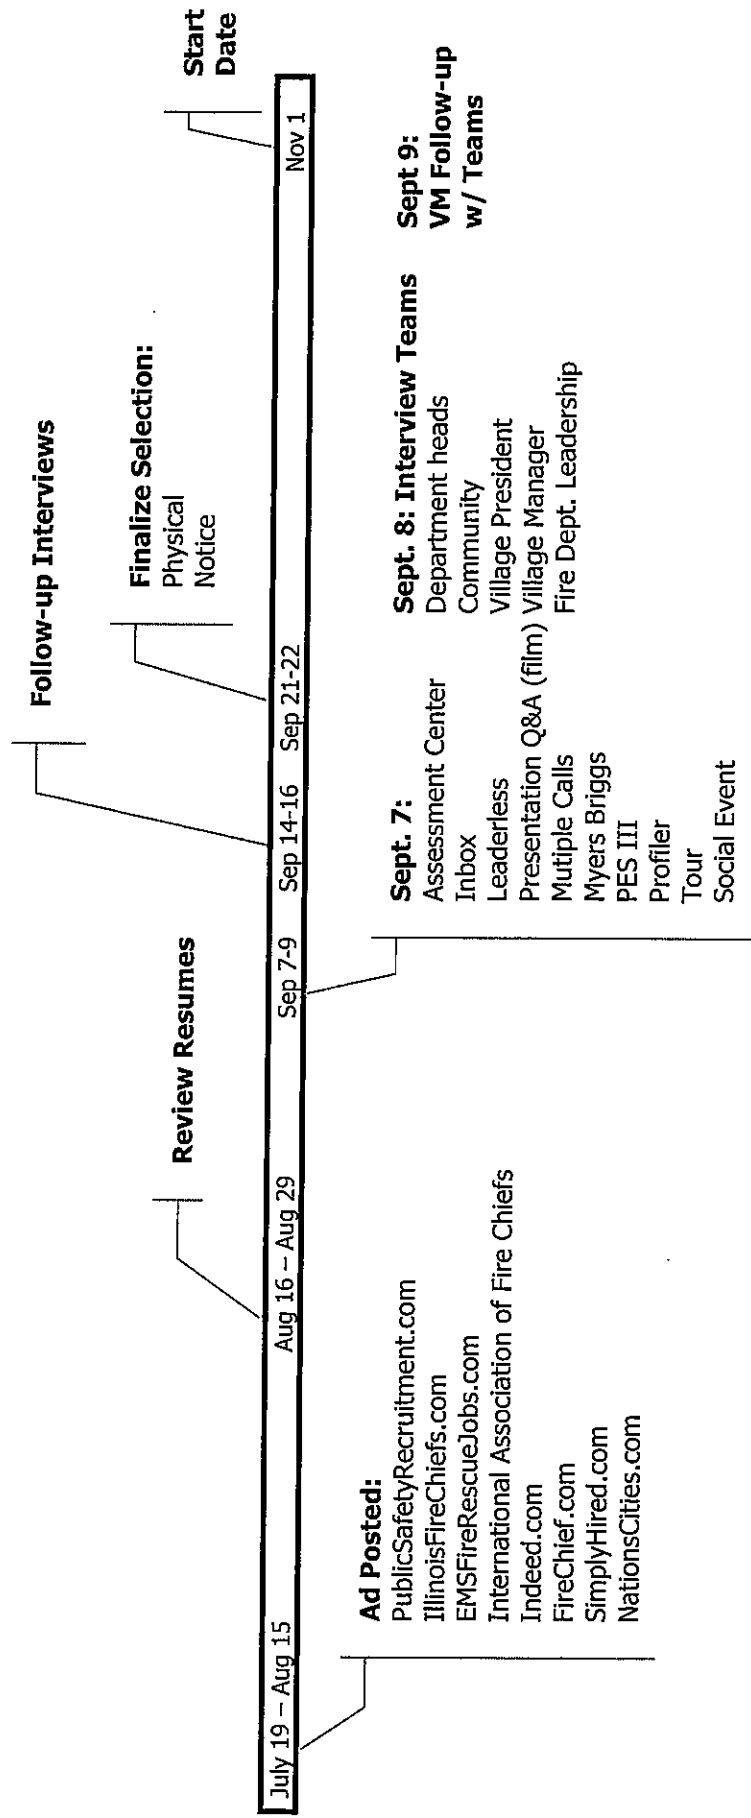 Follow-up Interviews
Review Resumes
Finalize Selection:
Physical
Notice
Start
Date
July 19 – Aug 15
Aug 16 – Aug 29
Sep 7-9
Sep 14-16
Sep 21-22
Nov 1
Ad Posted:
PublicSafetyRecruitment.com
IllinoisFireChiefs.com
EMSFireRescueJobs.com
International Association of Fire Chiefs
Indeed.com
FireChief.com
SimplyHired.com
NationsCities.com
Sept. 7:
Assessment Center
Inbox
Leaderless
Presentation Q&A (film)
Mutiple Calls
Myers Briggs
PES III
Profiler
Tour
Social Event
Sept. 8: Interview Teams
Department heads
Community
Village President
Village Manager
Fire Dept. Leadership
Sept 9:
VM Follow-up
w/ Teams